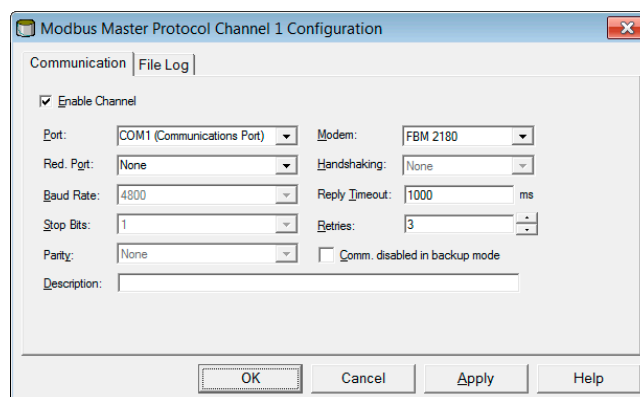 Modbus Master Protocol Channel 1 Configuration
Communication File Log
Enable Channel
Port: COM1 (Communications Port) Modem: FBM 2180
Red. Port: None Handshaking: None
Baud Rate: 4800 Reply Timeout: 1000 ms
Stop Bits: 1 Retries: 3
Parity: None Comm. disabled in backup mode
Description:
OK Cancel Apply Help